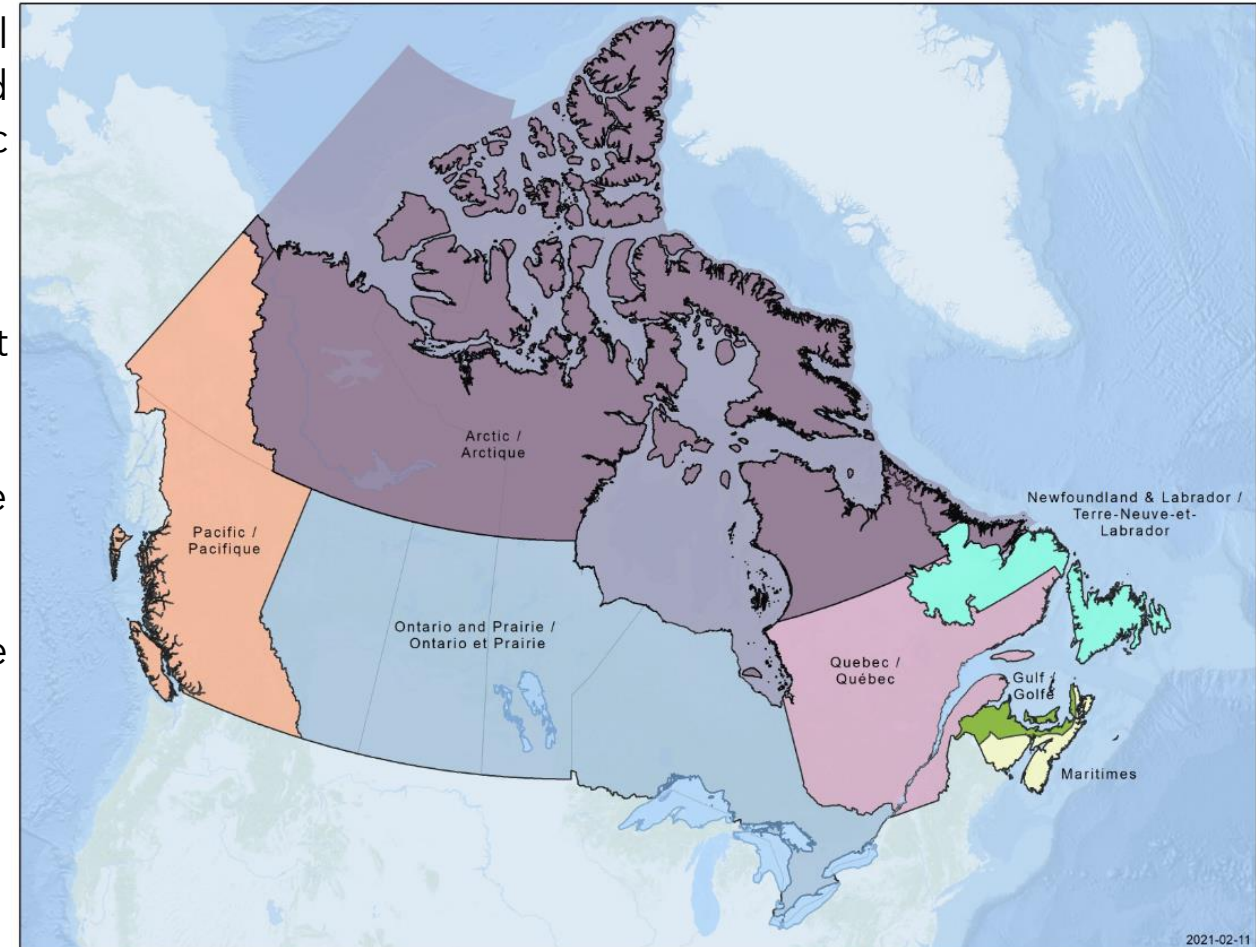 l
d
c
t
e
e
Arctic /
Arctique
Newfoundland & Labrador /
Terre-Neuve-et-
Labrador
Pacific /
Pacifique
Ontario and Prairie /
Ontario et Prairie
Quebec /
Québec
Gulf /
Golfe
Maritimes
2021-02-11